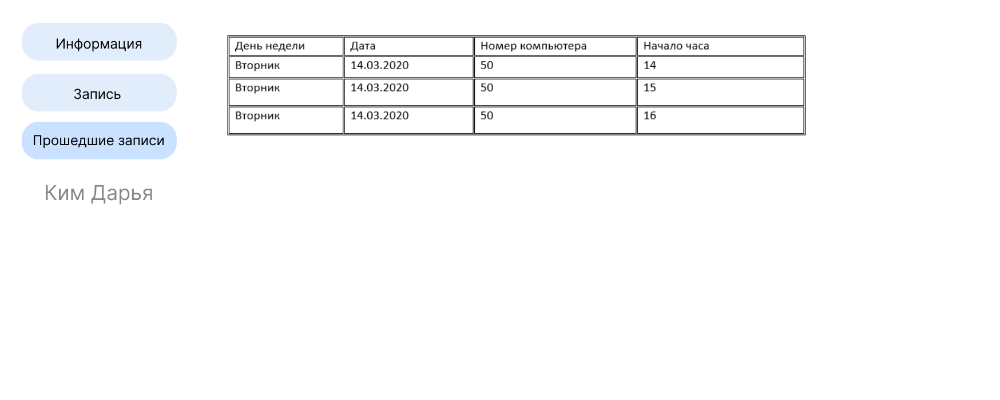 Информация
Запись
Прошедшие записи
Ким Дарья
День недели Дата Номер компьютера Начало часа
Вторник 14.03.2020 50 14
Вторник 14.03.2020 50 15
Вторник 14.03.2020 50 16